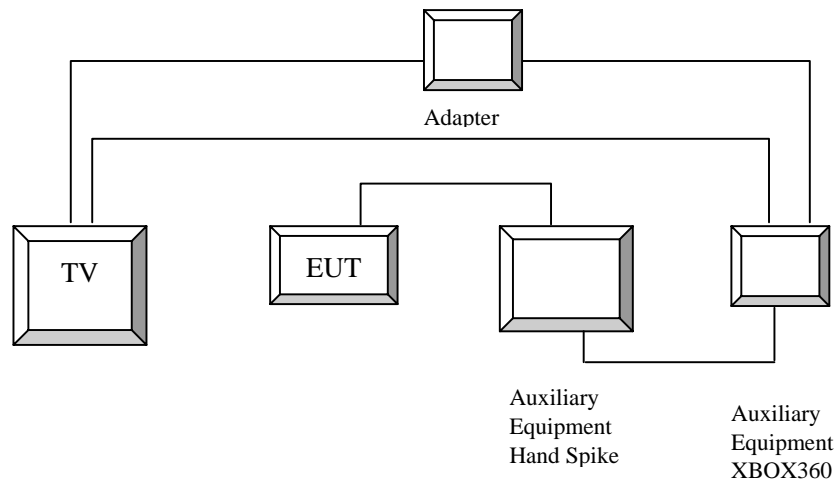 Adapter
TV
EUT
Auxiliary
Equipment
Hand Spike
Auxiliary
Equipment
XBOX360